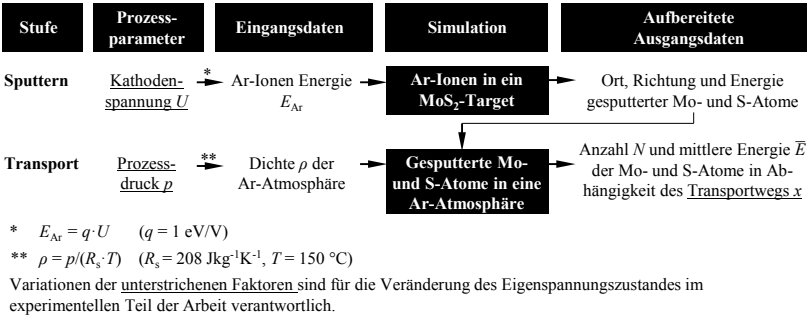 Stufe
Prozess-
parameter
Eingangsdaten
Simulation
Aufbereitete
Ausgangsdaten
Sputtern
Kathoden-
spannung U
*
Ar-Ionen Energie
E_Ar
Ar-Ionen in ein
MoS₂-Target
Ort, Richtung und Energie
gesputterter Mo- und S-Atome
Transport
Prozess-
druck p
**
Dichte ρ der
Ar-Atmosphäre
Gesputterte Mo-
und S-Atome in eine
Ar-Atmosphäre
Anzahl N und mittlere Energie E̅
der Mo- und S-Atome in Ab-
hängigkeit des Transportwegs x
* E_Ar = q·U (q = 1 eV/V)
** ρ = p/(R_s·T) (R_s = 208 Jkg⁻¹K⁻¹, T = 150 °C)
Variationen der unterstrichenen Faktoren sind für die Veränderung des Eigenspannungszustandes im
experimentellen Teil der Arbeit verantwortlich.